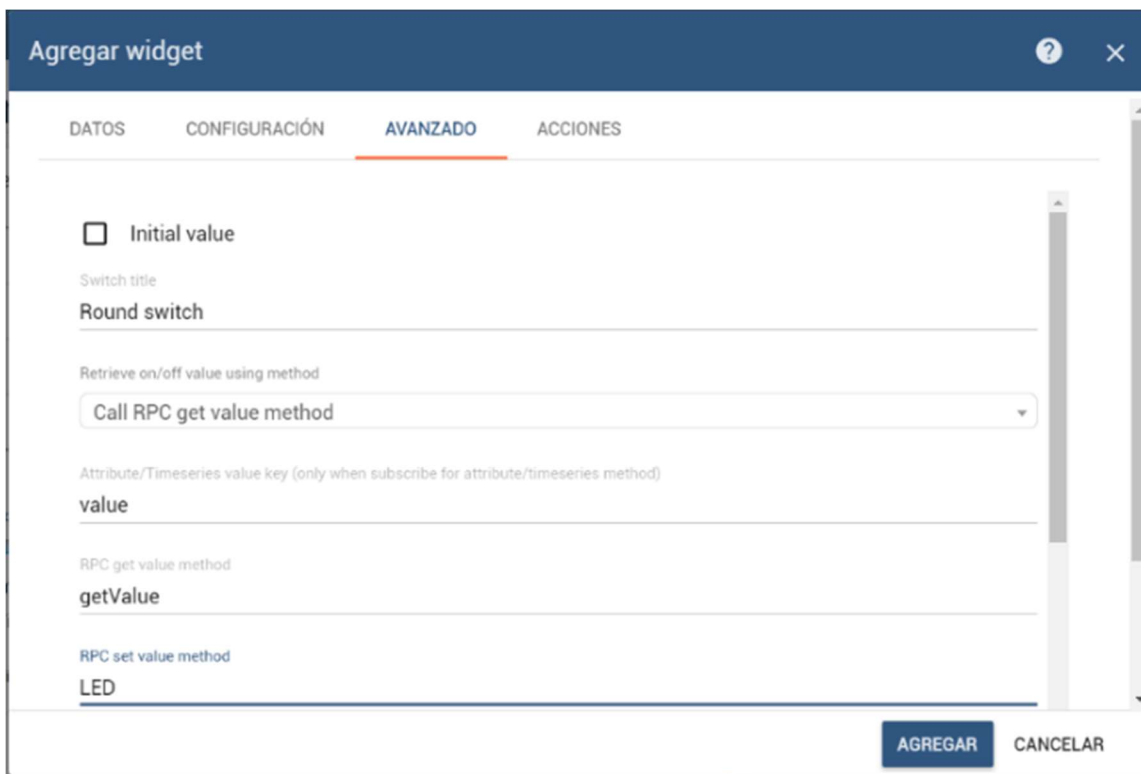 Agregar widget
DATOS CONFIGURACIÓN AVANZADO ACCIONES
Initial value
Switch title
Round switch
Retrieve on/off value using method
Call RPC get value method
Attribute/Timeseries value key (only when subscribe for attribute/timeseries method)
value
RPC get value method
getValue
RPC set value method
LED
AGREGAR CANCELAR